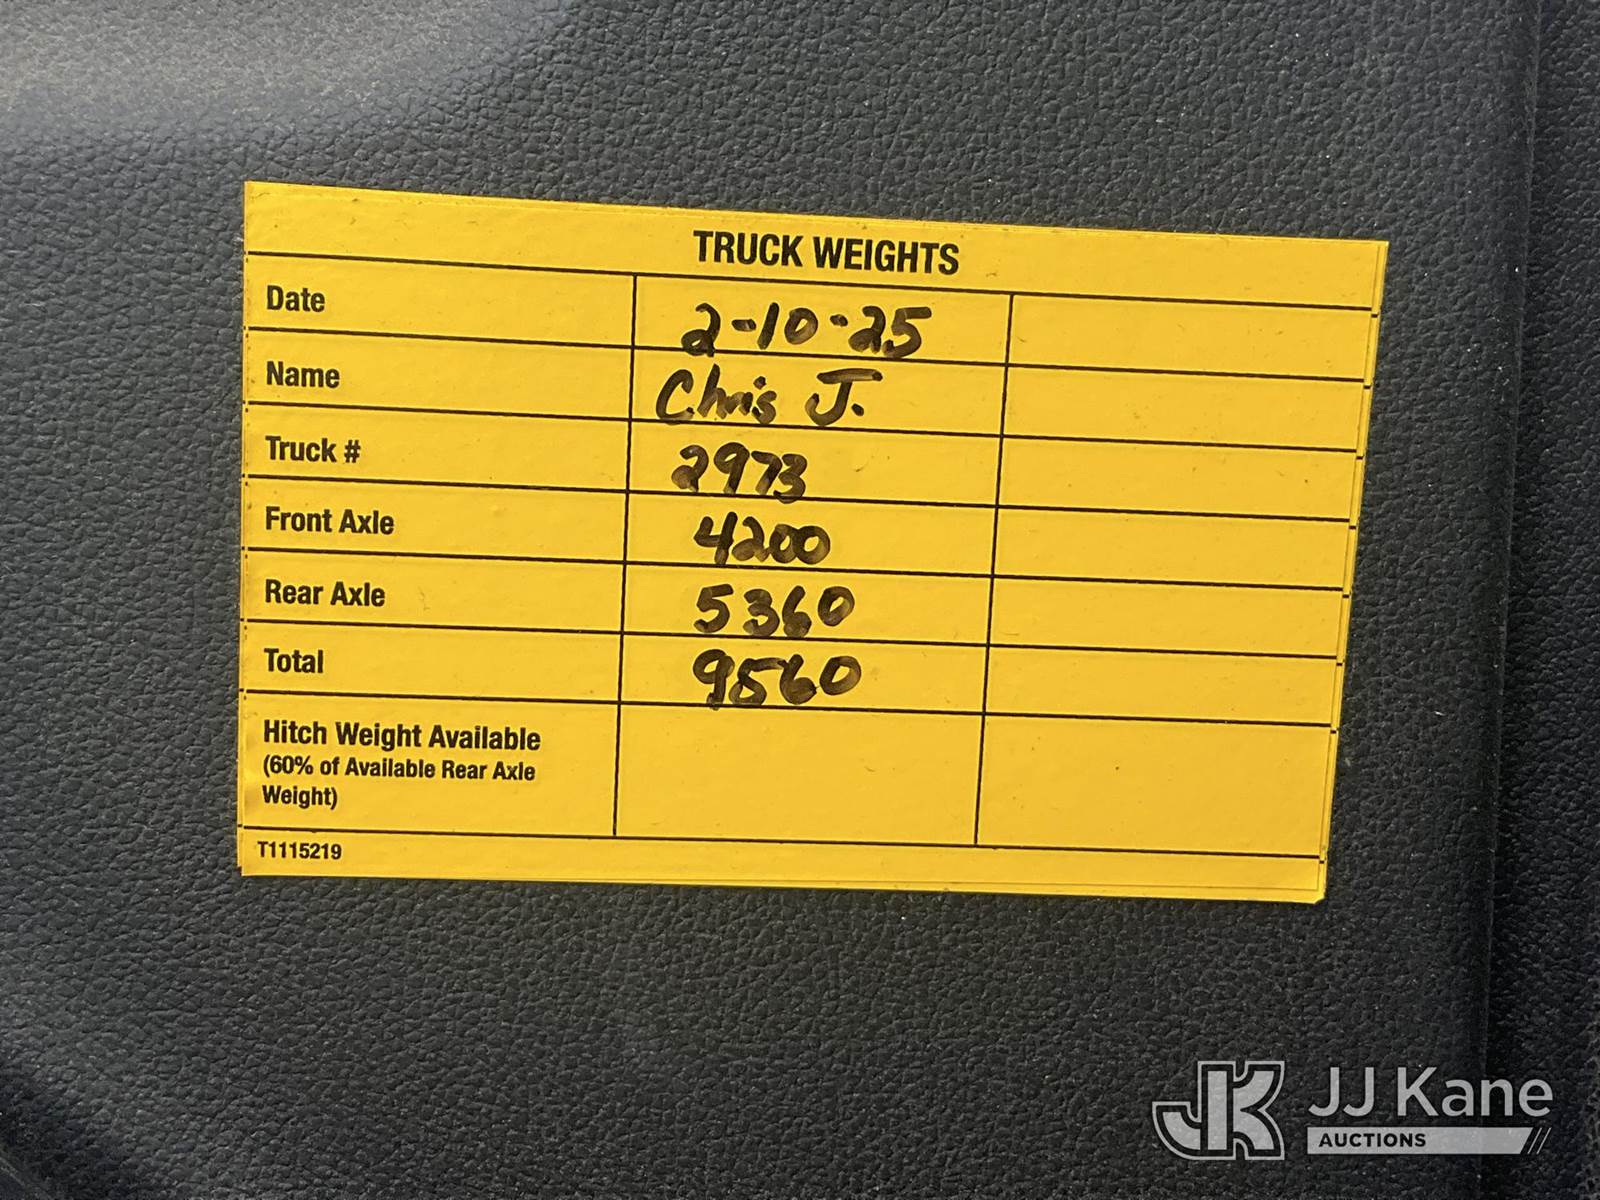 TRUCK WEIGHTS
Date 2-10-25
Name Chris J.
Truck # 2973
Front Axle 4200
Rear Axle 5360
Total 9560
Hitch Weight Available
(60% of Available Rear Axle
Weight)
T1115219
JK JJ Kane
AUCTIONS